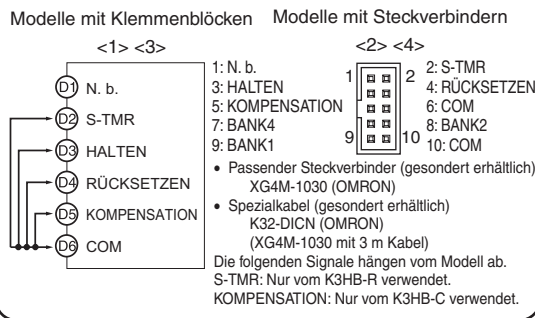 Modelle mit Klemmenblöcken
<1> <3>
D1 N. b.
D2 S-TMR
D3 HALTEN
D4 RÜCKSETZEN
D5 KOMPENSATION
D6 COM
Modelle mit Steckverbindern
<2> <4>
1: N. b.
3: HALTEN
5: KOMPENSATION
7: BANK4
9: BANK1
1 2
9 10
2: S-TMR
4: RÜCKSETZEN
6: COM
8: BANK2
10: COM
• Passender Steckverbinder (gesondert erhältlich)
XG4M-1030 (OMRON)
• Spezialkabel (gesondert erhältlich)
K32-DICN (OMRON)
(XG4M-1030 mit 3 m Kabel)
Die folgenden Signale hängen vom Modell ab.
S-TMR: Nur vom K3HB-R verwendet.
KOMPENSATION: Nur vom K3HB-C verwendet.